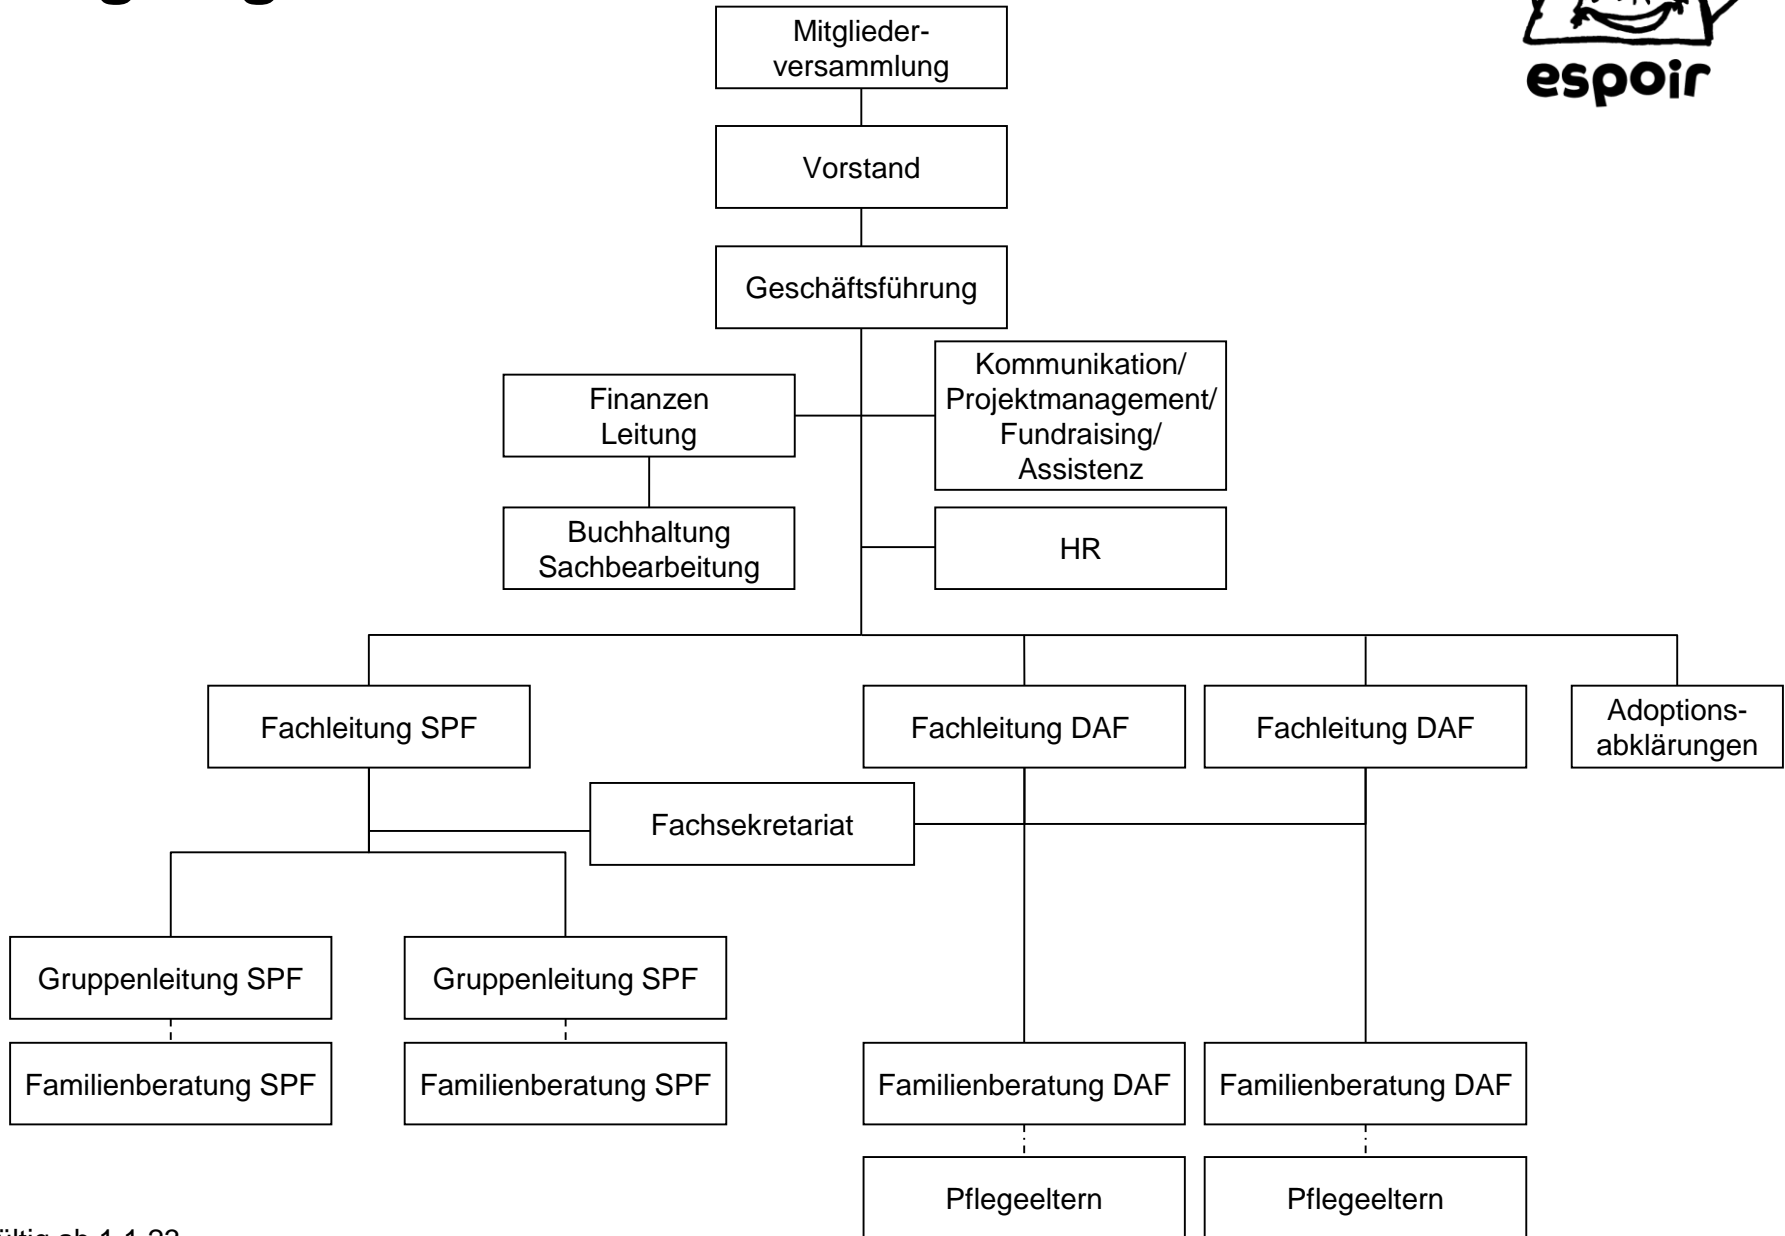 espoir
Mitglieder-
versammlung
Vorstand
Geschäftsführung
Finanzen
Leitung
Kommunikation/
Projektmanagement/
Fundraising/
Assistenz
Buchhaltung
Sachbearbeitung
HR
Fachleitung SPF
Fachleitung DAF
Fachleitung DAF
Adoptions-
abklärungen
Fachsekretariat
Gruppenleitung SPF
Gruppenleitung SPF
Familienberatung SPF
Familienberatung SPF
Familienberatung DAF
Familienberatung DAF
Pflegeeltern
Pflegeeltern